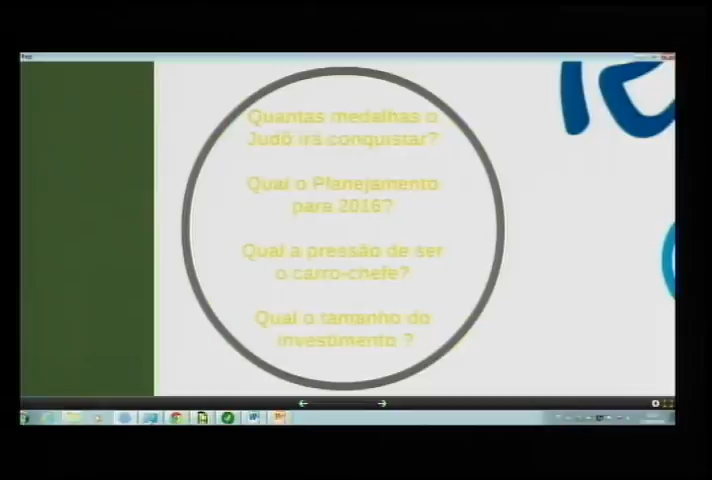 Quantas medalhas o
Judô irá conquistar?
Qual o Planejamento
para 2016?
Qual a pressão de ser
o carro-chefe?
Qual o tamanho do
investimento ?